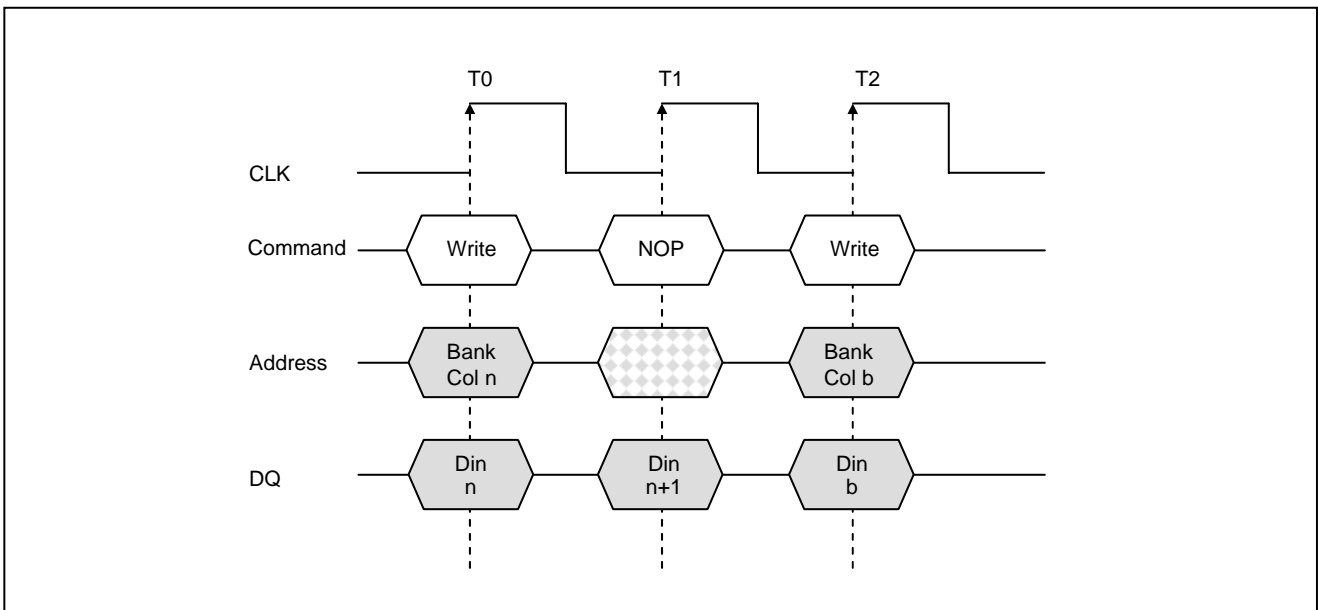 T0 T1 T2
CLK
Command Write NOP Write
Address Bank Col n Bank Col b
DQ Din n Din n+1 Din b